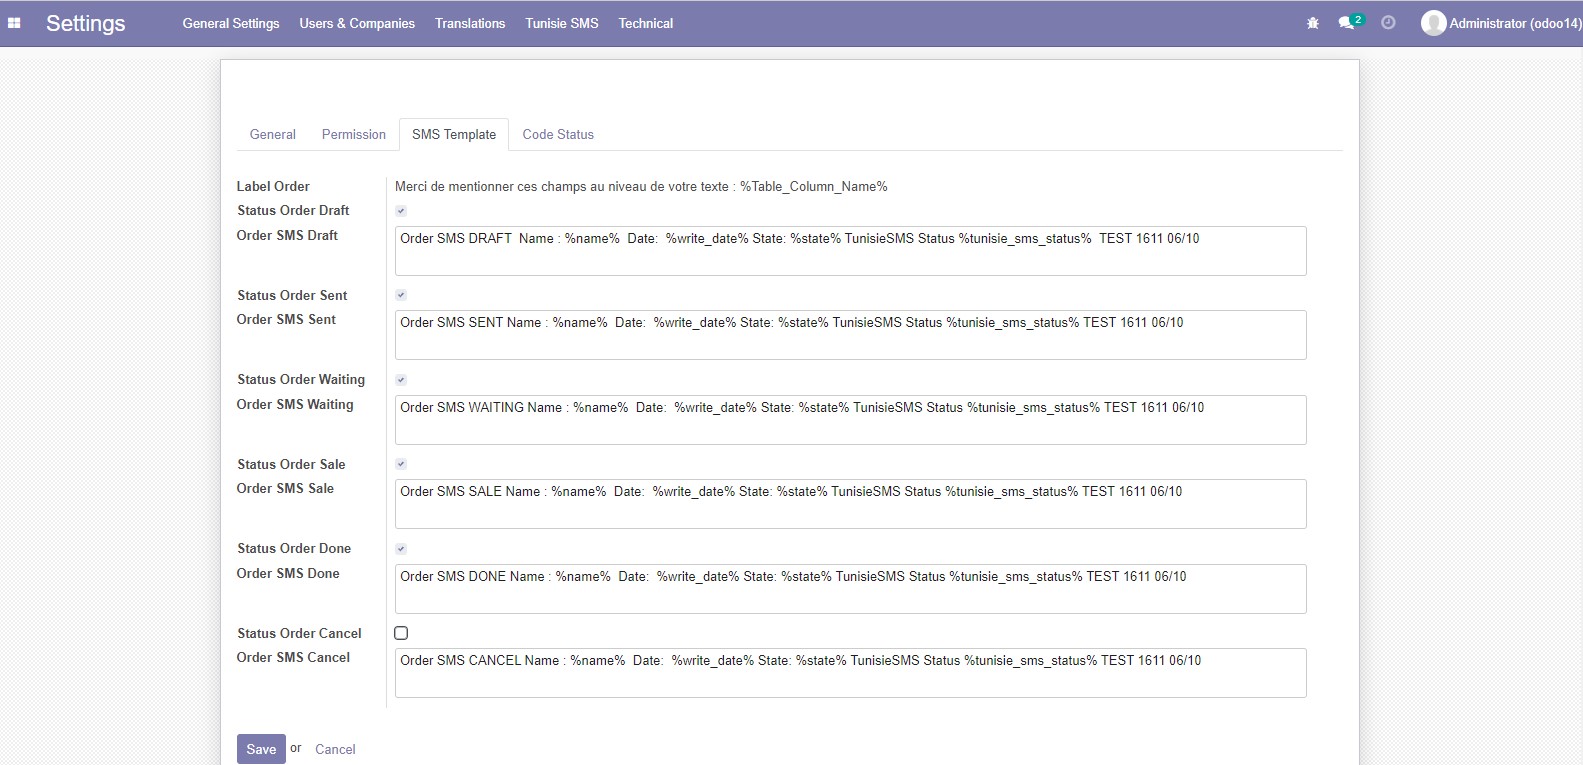 Settings General Settings Users & Companies Translations Tunisie SMS Technical 2 Administrator (odoo14)
General Permission SMS Template Code Status
Label Order Merci de mentionner ces champs au niveau de votre texte : %Table_Column_Name%
Status Order Draft
Order SMS Draft Order SMS DRAFT  Name : %name%  Date:  %write_date% State: %state% TunisieSMS Status %tunisie_sms_status%  TEST 1611 06/10
Status Order Sent
Order SMS Sent Order SMS SENT Name : %name%  Date:  %write_date% State: %state% TunisieSMS Status %tunisie_sms_status% TEST 1611 06/10
Status Order Waiting
Order SMS Waiting Order SMS WAITING Name : %name%  Date:  %write_date% State: %state% TunisieSMS Status %tunisie_sms_status% TEST 1611 06/10
Status Order Sale
Order SMS Sale Order SMS SALE Name : %name%  Date:  %write_date% State: %state% TunisieSMS Status %tunisie_sms_status% TEST 1611 06/10
Status Order Done
Order SMS Done Order SMS DONE Name : %name%  Date:  %write_date% State: %state% TunisieSMS Status %tunisie_sms_status% TEST 1611 06/10
Status Order Cancel
Order SMS Cancel Order SMS CANCEL Name : %name%  Date:  %write_date% State: %state% TunisieSMS Status %tunisie_sms_status% TEST 1611 06/10
Save or Cancel